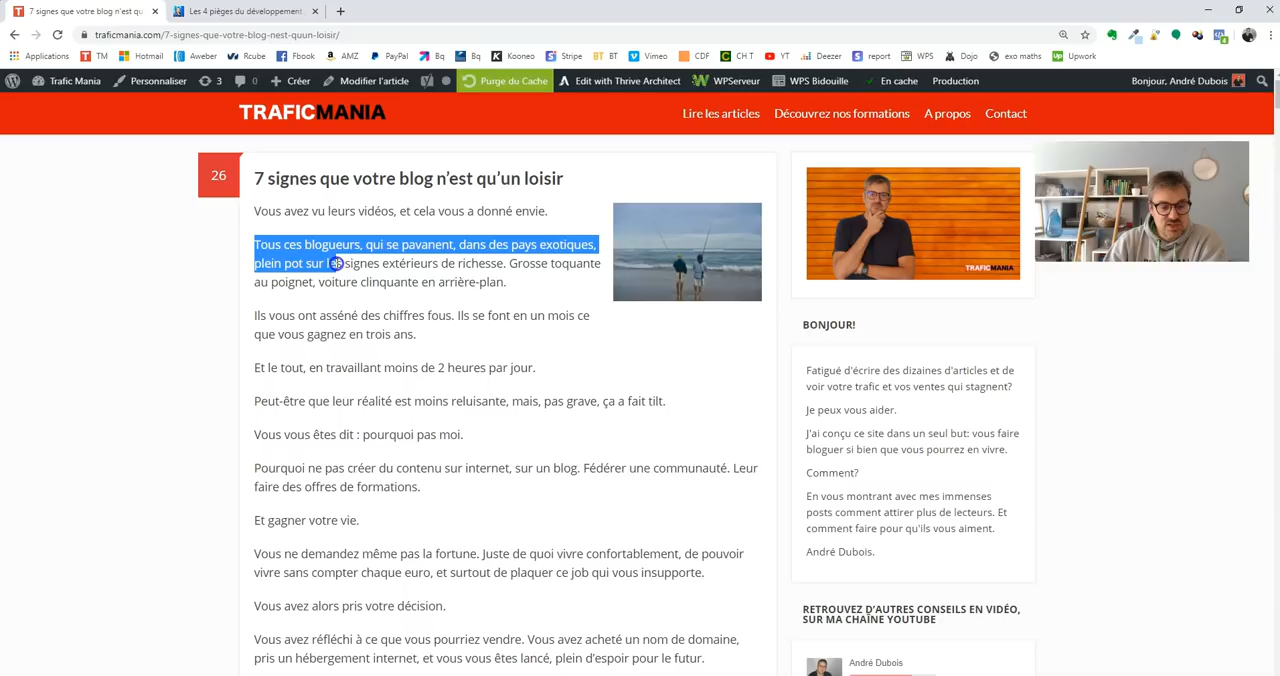 7 signes que votre blog n'est qu
Les 4 pièges du développement
traficmania.com/7-signes-que-votre-blog-nest-quun-loisir/
Applications TM Hotmail Aweber Rcube Fbook AMZ PayPal Bq Bq Kooneo Stripe BT Vimeo CDF CH T YT Deezer report WPS Dojo exo maths Upwork
Trafic Mania Personnaliser 3 0 Créer Modifier l'article Purge du Cache Edit with Thrive Architect WPServeur WPS Bidouille En cache Production Bonjour, André Dubois
TRAFICMANIA
Lire les articles Découvrez nos formations A propos Contact
26
7 signes que votre blog n'est qu'un loisir
Vous avez vu leurs vidéos, et cela vous a donné envie.
Tous ces blogueurs, qui se pavanent, dans des pays exotiques,
plein pot sur les signes extérieurs de richesse. Grosse toquante
au poignet, voiture clinquante en arrière-plan.
Ils vous ont asséné des chiffres fous. Ils se font en un mois ce
que vous gagnez en trois ans.
Et le tout, en travaillant moins de 2 heures par jour.
Peut-être que leur réalité est moins reluisante, mais, pas grave, ça a fait tilt.
Vous vous êtes dit : pourquoi pas moi.
Pourquoi ne pas créer du contenu sur internet, sur un blog. Fédérer une communauté. Leur
faire des offres de formations.
Et gagner votre vie.
Vous ne demandez même pas la fortune. Juste de quoi vivre confortablement, de pouvoir
vivre sans compter chaque euro, et surtout de plaquer ce job qui vous insupporte.
Vous avez alors pris votre décision.
Vous avez réfléchi à ce que vous pourriez vendre. Vous avez acheté un nom de domaine,
pris un hébergement internet, et vous vous êtes lancé, plein d'espoir pour le futur.
TRAFICMANIA
BONJOUR!
Fatigué d'écrire des dizaines d'articles et de
voir votre trafic et vos ventes qui stagnent?
Je peux vous aider.
J'ai conçu ce site dans un seul but: vous faire
bloguer si bien que vous pourrez en vivre.
Comment?
En vous montrant avec mes immenses
posts comment attirer plus de lecteurs. Et
comment faire pour qu'ils vous aiment.
André Dubois.
RETROUVEZ D'AUTRES CONSEILS EN VIDÉO,
SUR MA CHAÎNE YOUTUBE
André Dubois